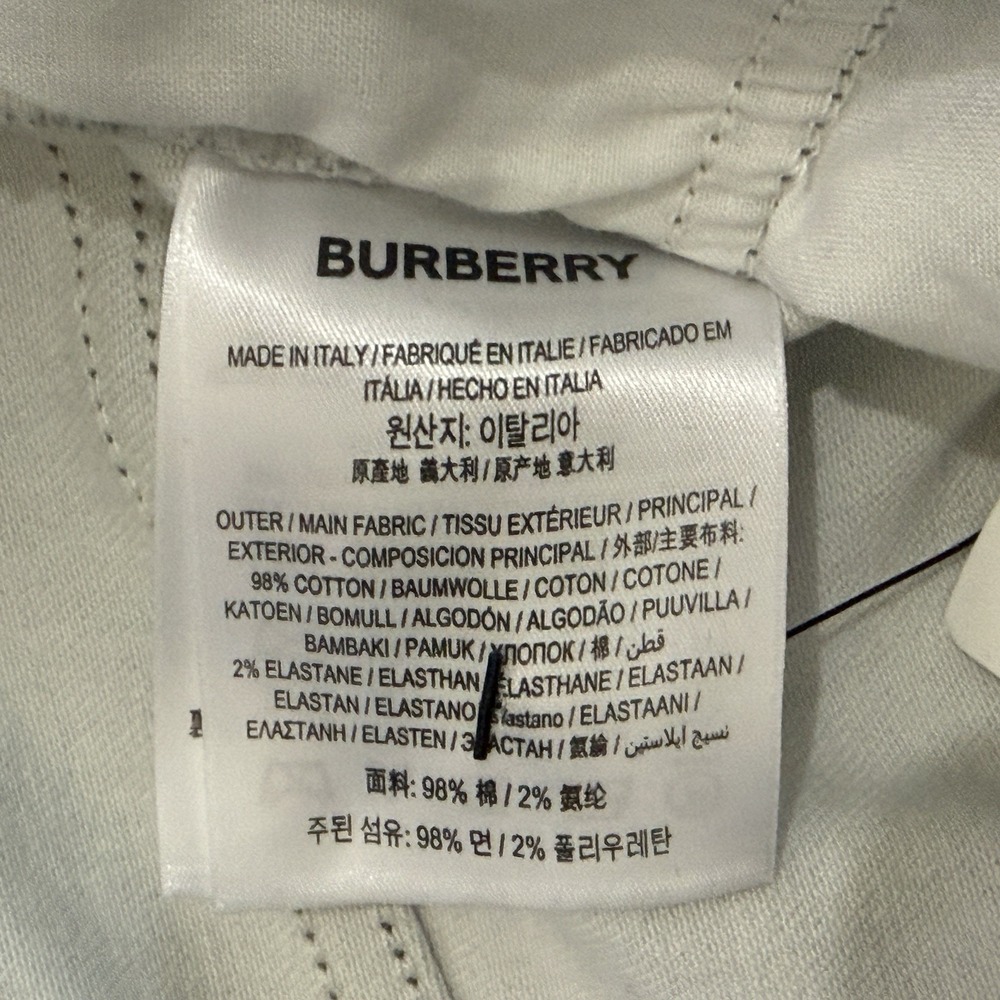 BURBERRY
MADE IN ITALY / FABRIQUÉ EN ITALIE / FABRICADO EM
ITÁLIA / HECHO EN ITALIA
원산지: 이탈리아
原產地 義大利 / 原产地 意大利
OUTER / MAIN FABRIC / TISSU EXTÉRIEUR / PRINCIPAL /
EXTERIOR - COMPOSICION PRINCIPAL / 外部/主要布料:
98% COTTON / BAUMWOLLE / COTON / COTONE /
KATOEN / BOMULL / ALGODÓN / ALGODÃO / PUUVILLA /
BAMBAKI / PAMUK / ХЛОПОК / 棉 / قطن
2% ELASTANE / ELASTHAN ÉLASTHANE / ELASTAAN /
ELASTAN / ELASTANO / elastano / ELASTAANI /
ΕΛΑΣΤΑΝΗ / ELASTEN / ЭЛАСТАН / 氨綸 / نسيج ايلاستين
面料: 98% 棉 / 2% 氨纶
주된 섬유: 98% 면 / 2% 폴리우레탄